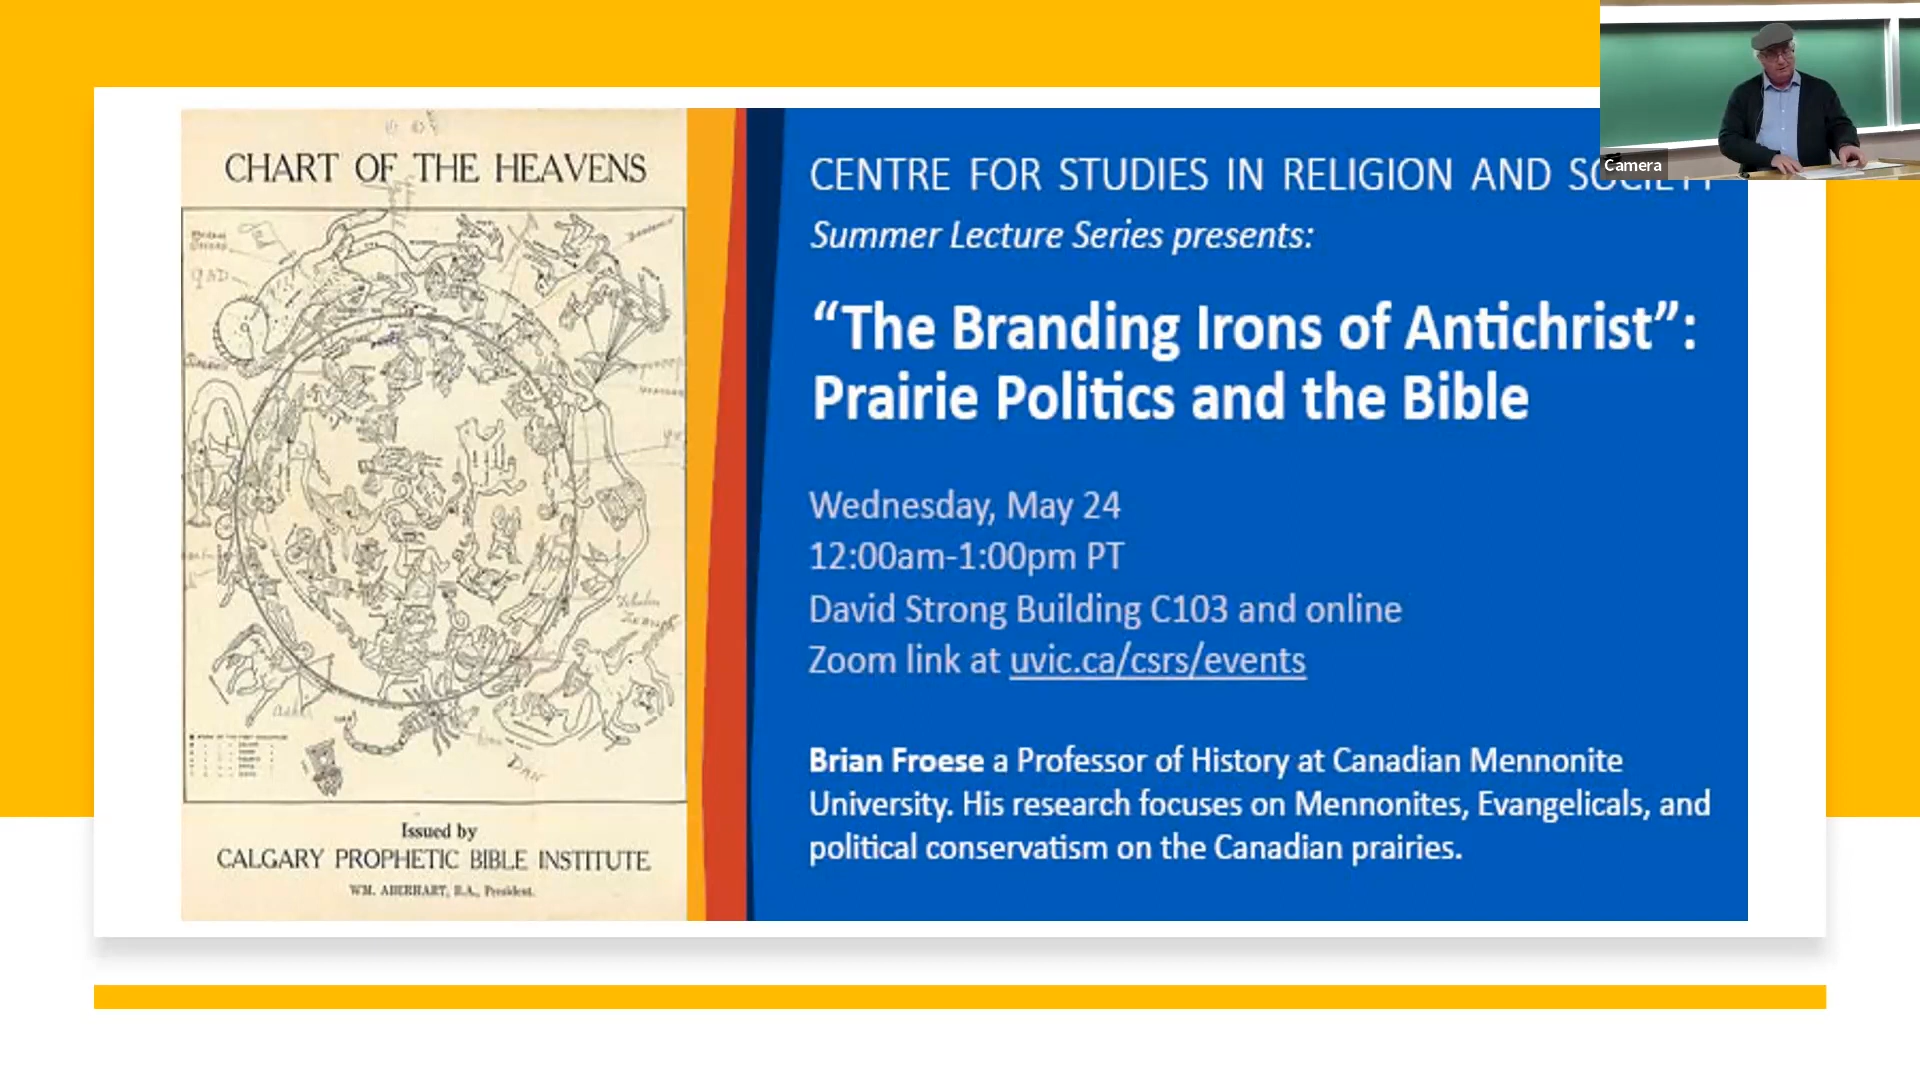 CHART OF THE HEAVENS
GAD
DAN
Issued by
CALGARY PROPHETIC BIBLE INSTITUTE
WM. ABERHART, B.A., President.
CENTRE FOR STUDIES IN RELIGION AND SOCIETY
Summer Lecture Series presents:
“The Branding Irons of Antichrist”:
Prairie Politics and the Bible
Wednesday, May 24
12:00am-1:00pm PT
David Strong Building C103 and online
Zoom link at uvic.ca/csrs/events
Brian Froese a Professor of History at Canadian Mennonite
University. His research focuses on Mennonites, Evangelicals, and
political conservatism on the Canadian prairies.
Camera